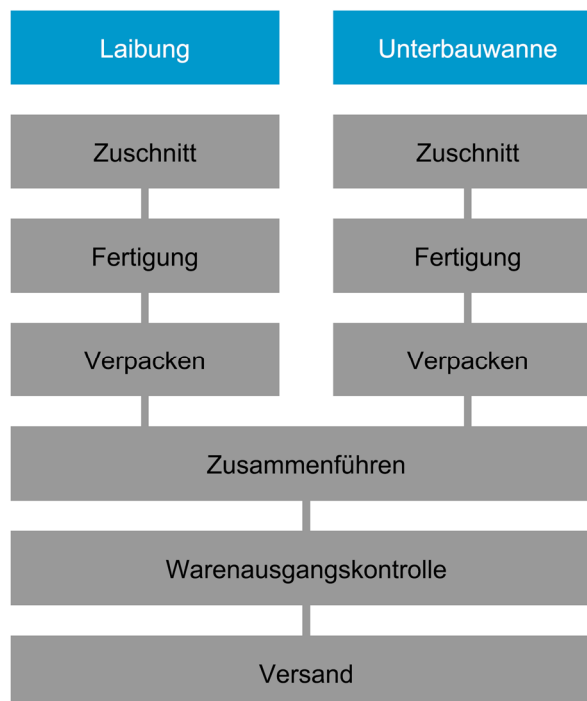 Laibung
Unterbauwanne
Zuschnitt
Zuschnitt
Fertigung
Fertigung
Verpacken
Verpacken
Zusammenführen
Warenausgangskontrolle
Versand